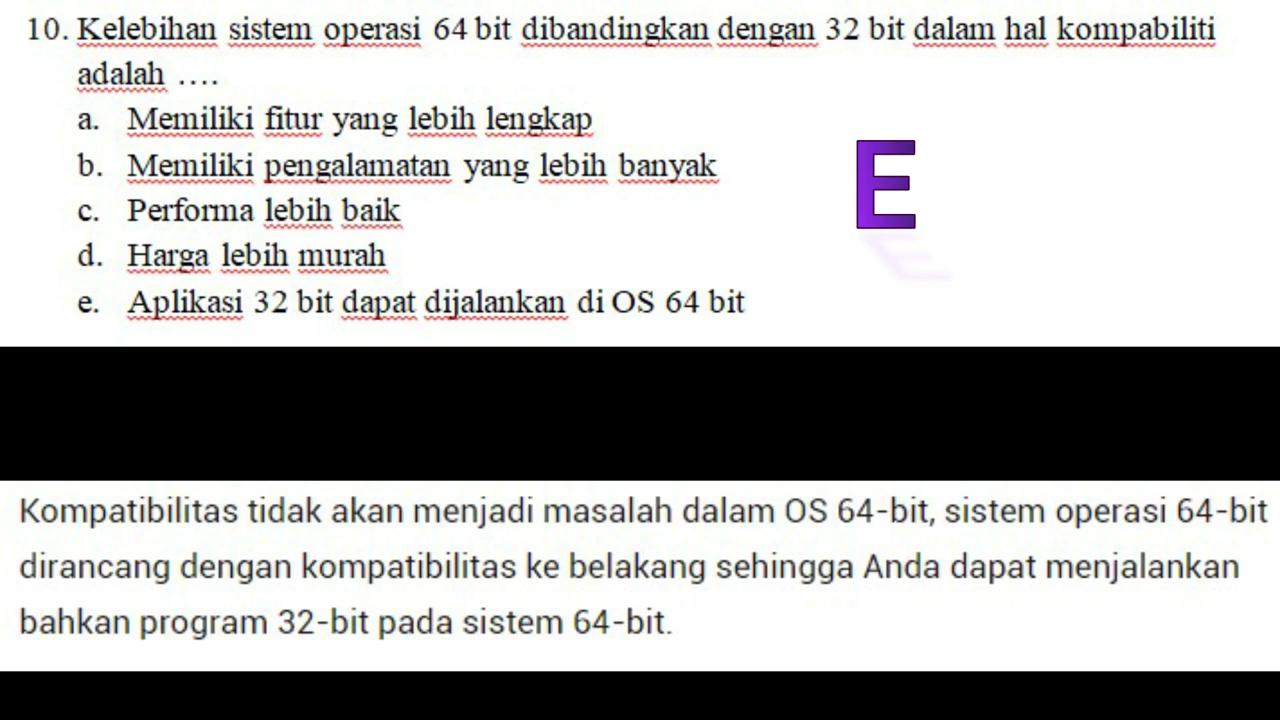 10. Kelebihan sistem operasi 64 bit dibandingkan dengan 32 bit dalam hal kompabiliti
adalah ....
a. Memiliki fitur yang lebih lengkap
b. Memiliki pengalamatan yang lebih banyak
c. Performa lebih baik
d. Harga lebih murah
e. Aplikasi 32 bit dapat dijalankan di OS 64 bit
E
Kompatibilitas tidak akan menjadi masalah dalam OS 64-bit, sistem operasi 64-bit
dirancang dengan kompatibilitas ke belakang sehingga Anda dapat menjalankan
bahkan program 32-bit pada sistem 64-bit.